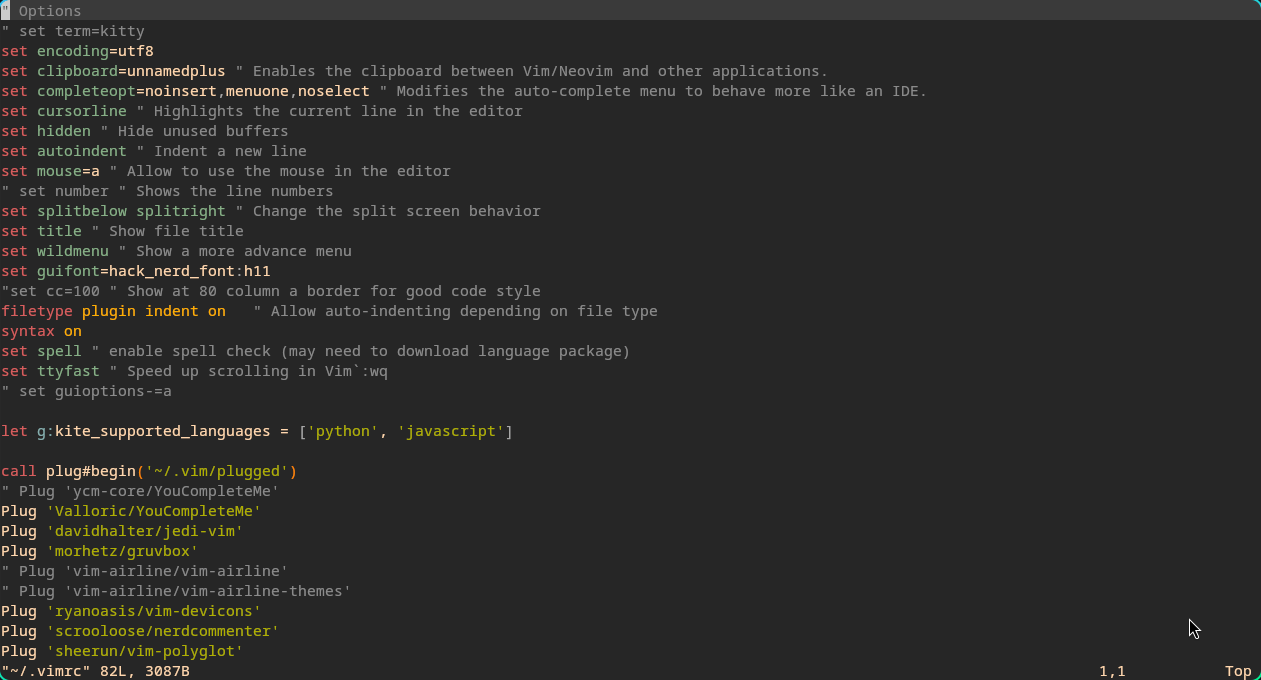 " Options
" set term=kitty
set encoding=utf8
set clipboard=unnamedplus " Enables the clipboard between Vim/Neovim and other applications.
set completeopt=noinsert,menuone,noselect " Modifies the auto-complete menu to behave more like an IDE.
set cursorline " Highlights the current line in the editor
set hidden " Hide unused buffers
set autoindent " Indent a new line
set mouse=a " Allow to use the mouse in the editor
" set number " Shows the line numbers
set splitbelow splitright " Change the split screen behavior
set title " Show file title
set wildmenu " Show a more advance menu
set guifont=hack_nerd_font:h11
"set cc=100 " Show at 80 column a border for good code style
filetype plugin indent on   " Allow auto-indenting depending on file type
syntax on
set spell " enable spell check (may need to download language package)
set ttyfast " Speed up scrolling in Vim`:wq
" set guioptions-=a
let g:kite_supported_languages = ['python', 'javascript']
call plug#begin('~/.vim/plugged')
" Plug 'ycm-core/YouCompleteMe'
Plug 'Valloric/YouCompleteMe'
Plug 'davidhalter/jedi-vim'
Plug 'morhetz/gruvbox'
" Plug 'vim-airline/vim-airline'
" Plug 'vim-airline/vim-airline-themes'
Plug 'ryanoasis/vim-devicons'
Plug 'scrooloose/nerdcommenter'
Plug 'sheerun/vim-polyglot'
"~/.vimrc" 82L, 3087B 1,1 Top